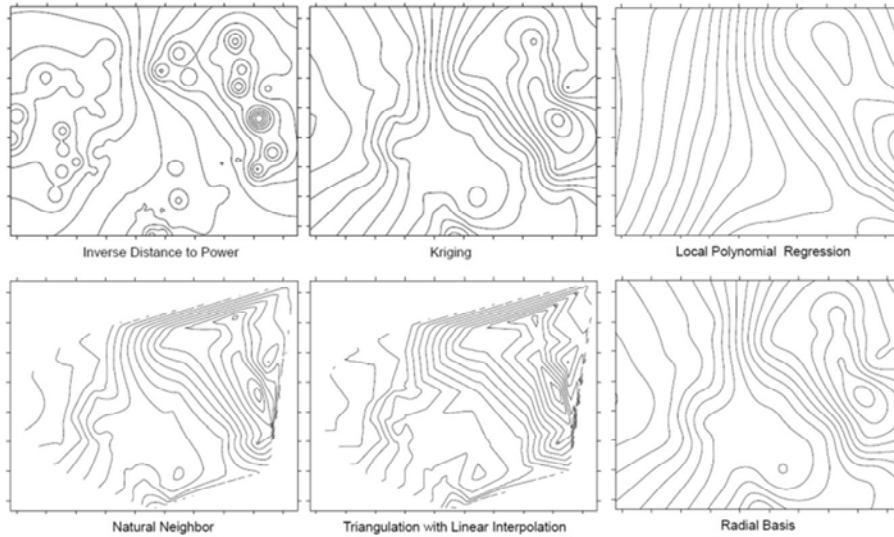 Inverse Distance to Power
Kriging
Local Polynomial Regression
Natural Neighbor
Triangulation with Linear Interpolation
Radial Basis